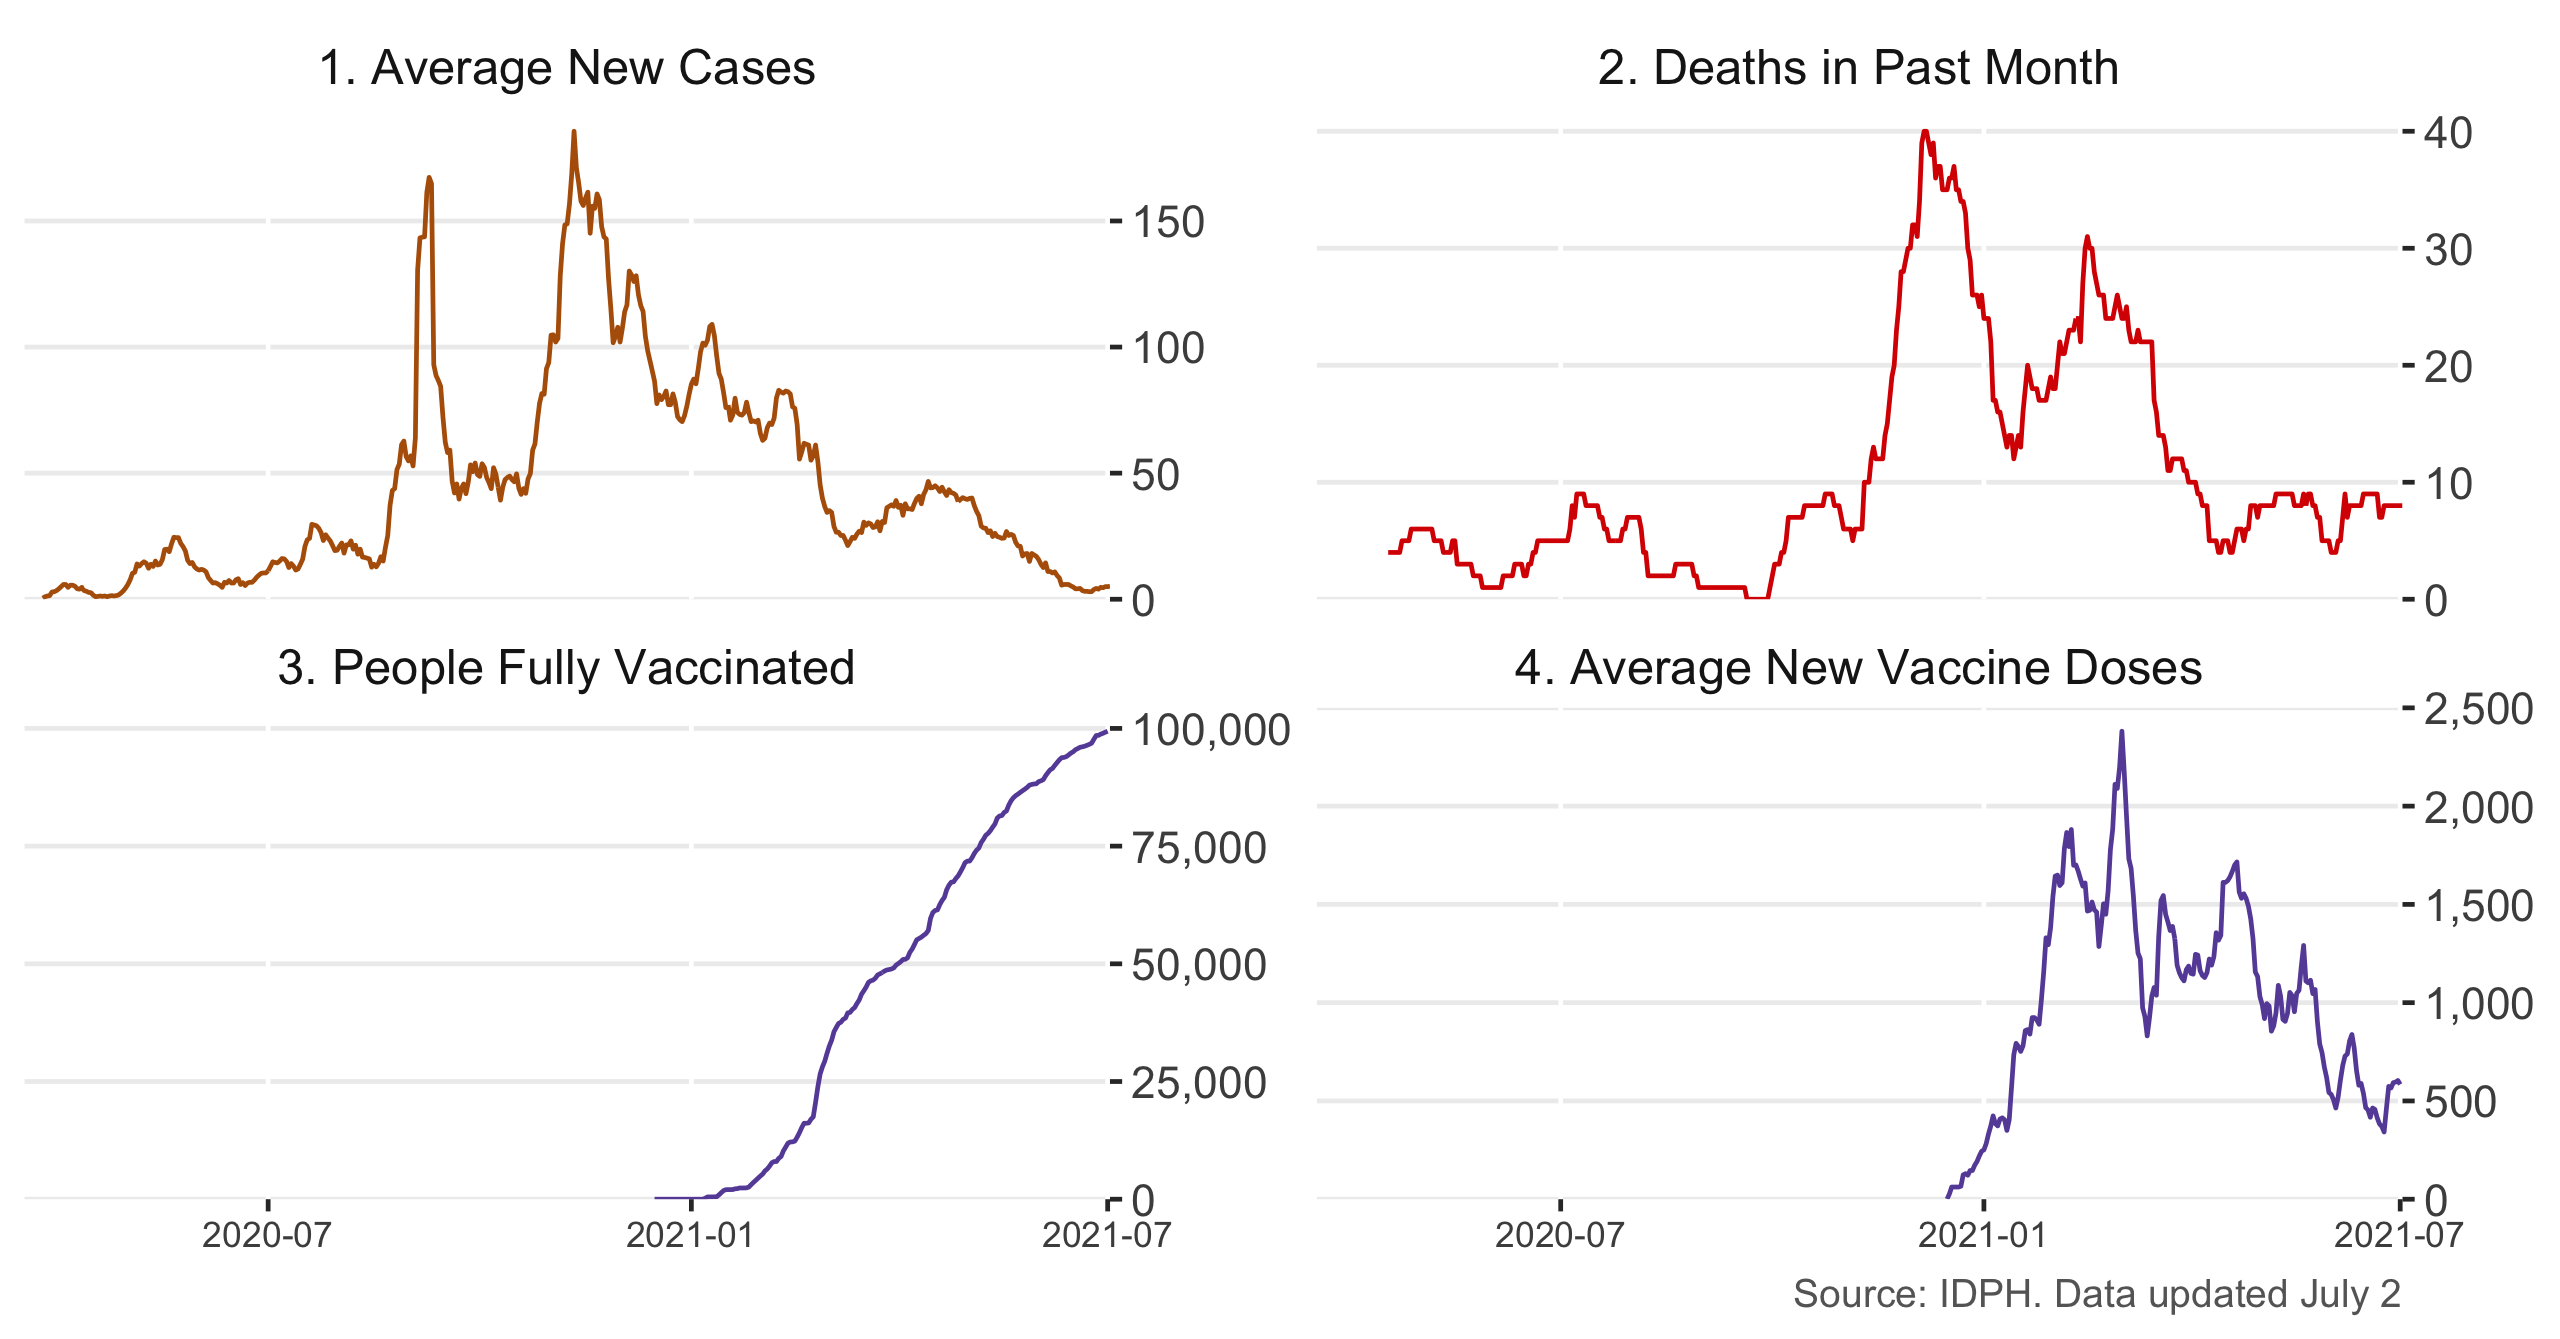 1. Average New Cases
150
100
50
0
2. Deaths in Past Month
40
30
20
10
0
3. People Fully Vaccinated
100,000
75,000
50,000
25,000
0
2020-07 2021-01 2021-07
4. Average New Vaccine Doses
2,500
2,000
1,500
1,000
500
0
2020-07 2021-01 2021-07
Source: IDPH. Data updated July 2